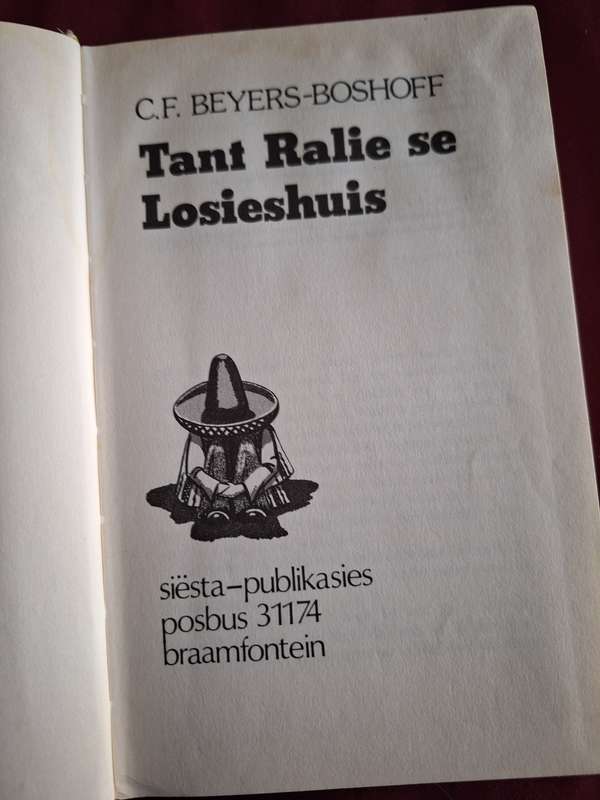 C.F. BEYERS-BOSHOFF
Tant Ralie se
Losieshuis
siësta-publikasies
posbus 31174
braamfontein